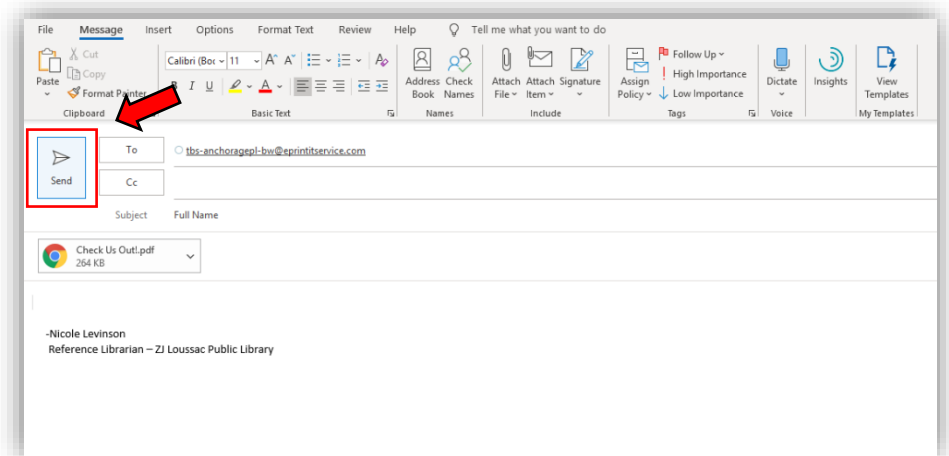 File Message Insert Options Format Text Review Help Tell me what you want to do
Cut
Copy
Paste
Format Painter
Clipboard
Calibri (Boc 11
B I U
Basic Text
Address Book
Check Names
Names
Attach File
Attach Item
Signature
Include
Assign Policy
Follow Up
High Importance
Low Importance
Tags
Dictate
Voice
Insights
View Templates
My Templates
Send
To
tbs-anchoragepl-bw@eprintitservice.com
Cc
Subject
Full Name
Check Us Out!.pdf
264 KB
-Nicole Levinson
Reference Librarian – ZJ Loussac Public Library